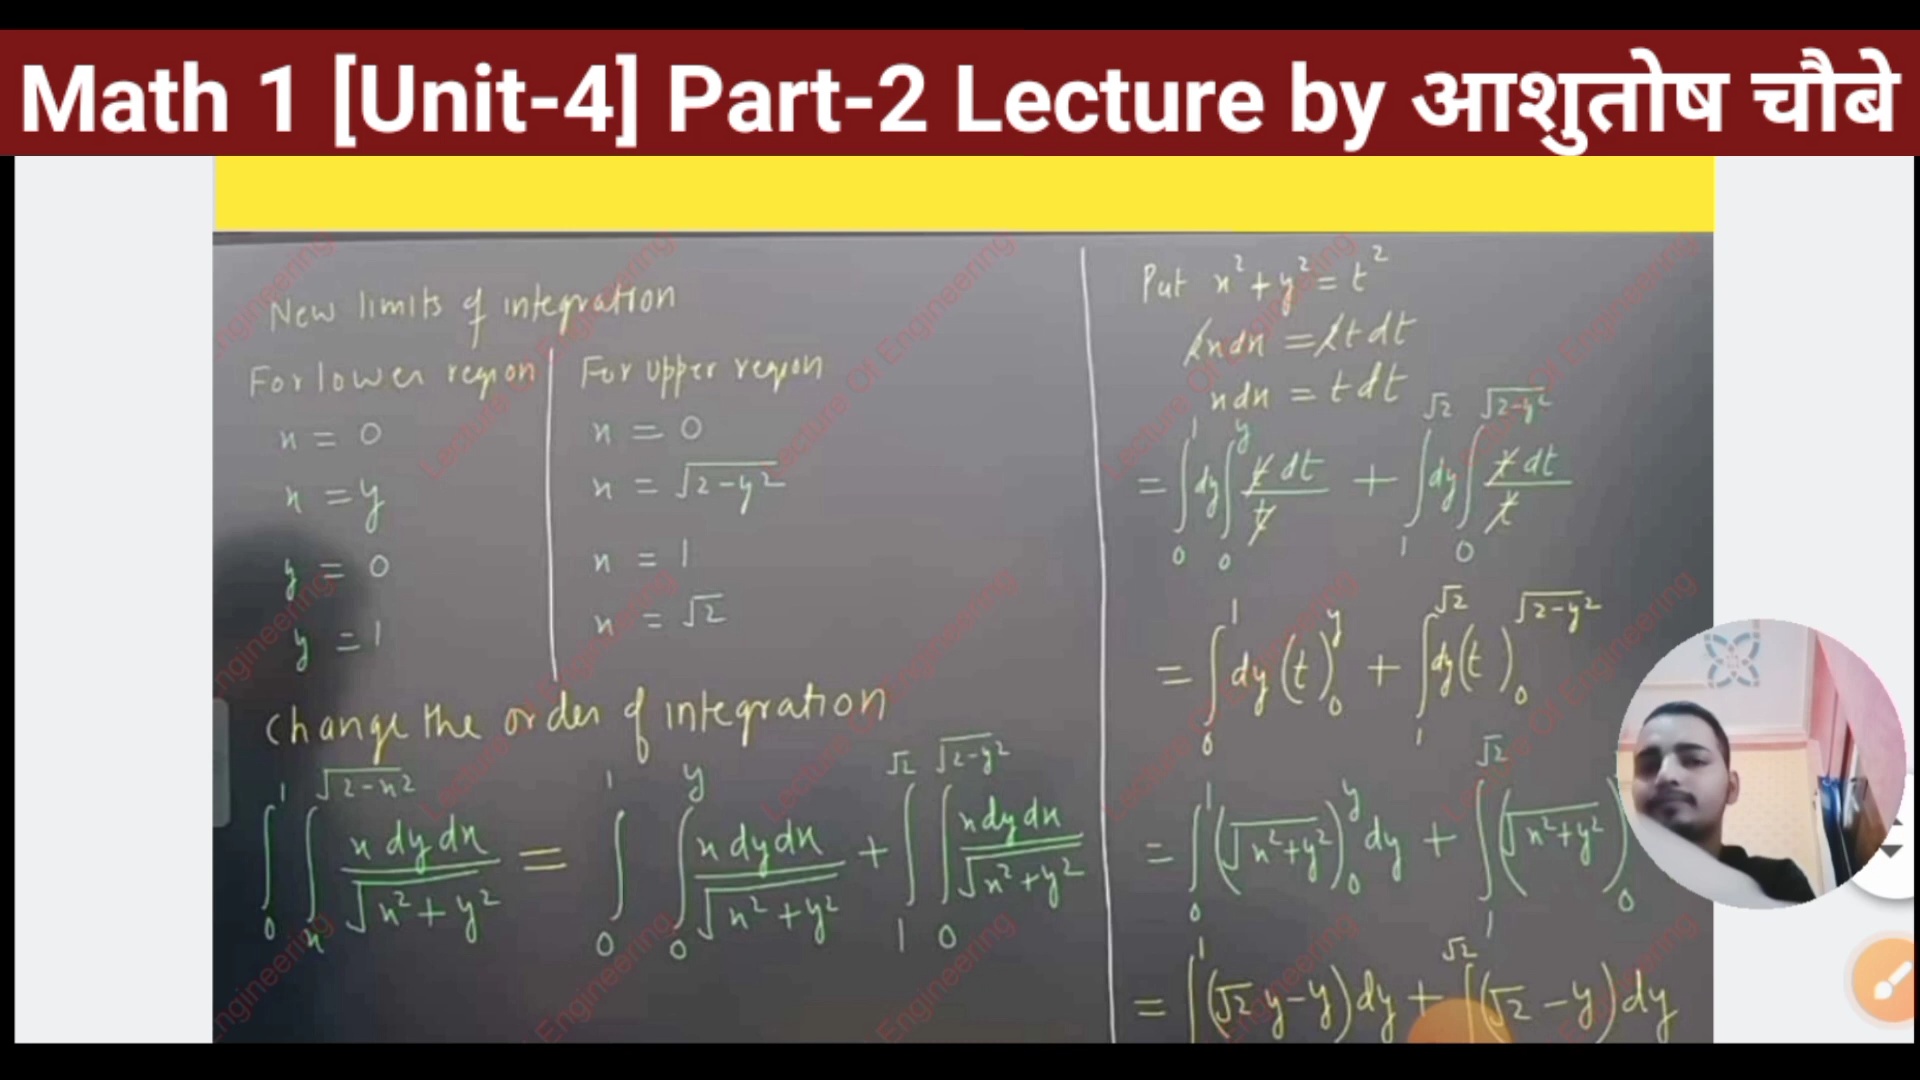 Math 1 [Unit-4] Part-2 Lecture by आशुतोष चौबे
New limits of integration
For lower region | For upper region
x = 0 | x = 0
x = y | x = √(2-y²)
y = 0 | x = 1
y = 1 | x = √2
Change the order of integration
∫₀¹ ∫ₓ^√(2-x²) x dy dx / √(x²+y²) = ∫₀¹ ∫₀^y x dy dx / √(x²+y²) + ∫₁^√2 ∫₀^√(2-y²) x dy dx / √(x²+y²)
Put x² + y² = t²
2x dx = 2t dt
x dx = t dt
= ∫₀¹ dy ∫₀^y t dt / t + ∫₁^√2 dy ∫₀^√(2-y²) t dt / t
= ∫₀¹ dy (t)₀^y + ∫₁^√2 dy (t)₀^√(2-y²)
= ∫₀¹ (√(x²+y²))₀^y dy + ∫₁^√2 (√(x²+y²))₀
= ∫¹ (√2 y - y) dy + ∫^√2 (√2 - y) dy
Lecture Of Engineering